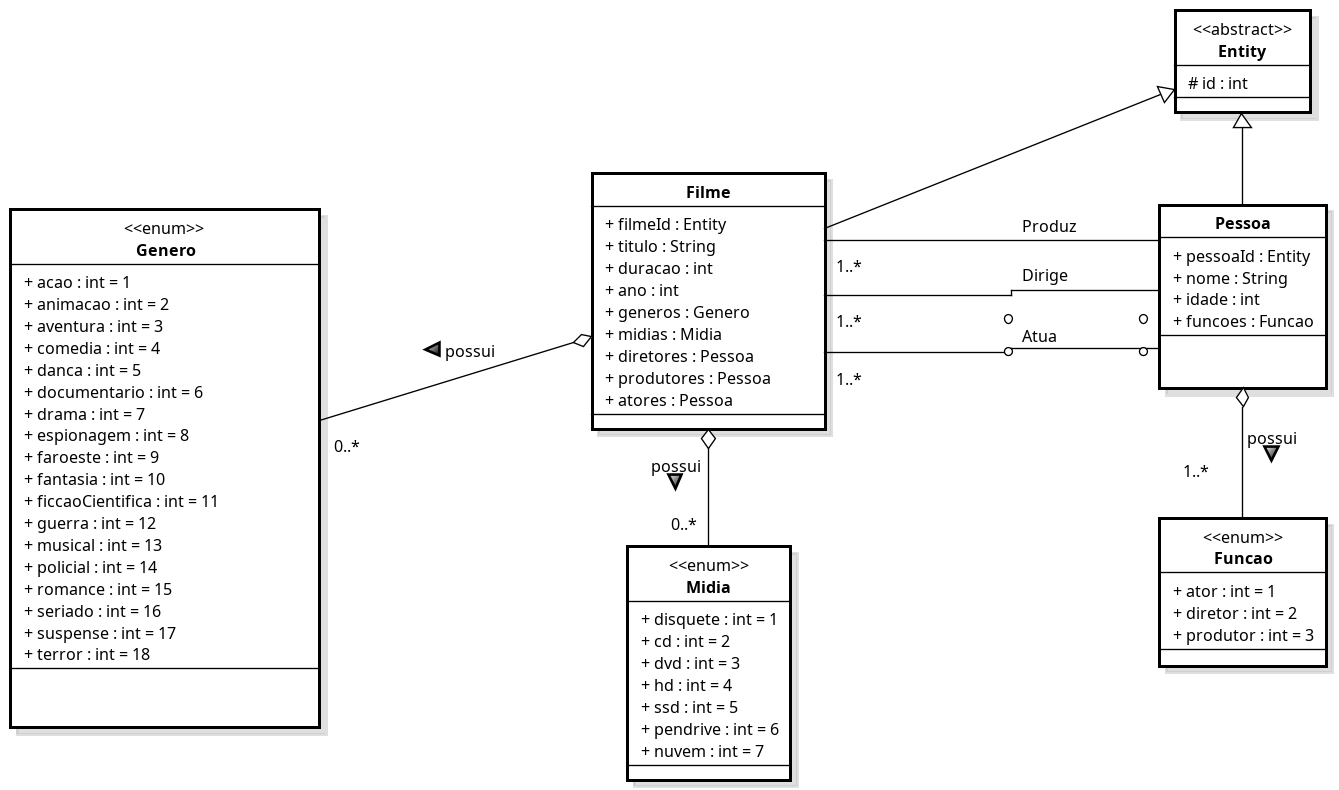 <<abstract>>
Entity
# id : int
Filme
+ filmeId : Entity
+ titulo : String
+ duracao : int
+ ano : int
+ generos : Genero
+ midias : Midia
+ diretores : Pessoa
+ produtores : Pessoa
+ atores : Pessoa
Produz
1..*
Dirige
1..*
Atua
1..*
Pessoa
+ pessoaId : Entity
+ nome : String
+ idade : int
+ funcoes : Funcao
<<enum>>
Genero
+ acao : int = 1
+ animacao : int = 2
+ aventura : int = 3
+ comedia : int = 4
+ danca : int = 5
+ documentario : int = 6
+ drama : int = 7
+ espionagem : int = 8
+ faroeste : int = 9
+ fantasia : int = 10
+ ficcaoCientifica : int = 11
+ guerra : int = 12
+ musical : int = 13
+ policial : int = 14
+ romance : int = 15
+ seriado : int = 16
+ suspense : int = 17
+ terror : int = 18
possui
0..*
possui
0..*
possui
1..*
<<enum>>
Midia
+ disquete : int = 1
+ cd : int = 2
+ dvd : int = 3
+ hd : int = 4
+ ssd : int = 5
+ pendrive : int = 6
+ nuvem : int = 7
<<enum>>
Funcao
+ ator : int = 1
+ diretor : int = 2
+ produtor : int = 3